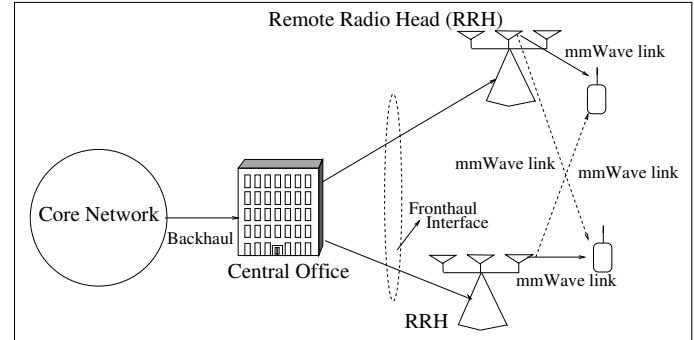 Remote Radio Head (RRH)
mmWave link
mmWave link
mmWave link
Core Network
Backhaul
Fronthaul
Interface
Central Office
mmWave link
RRH